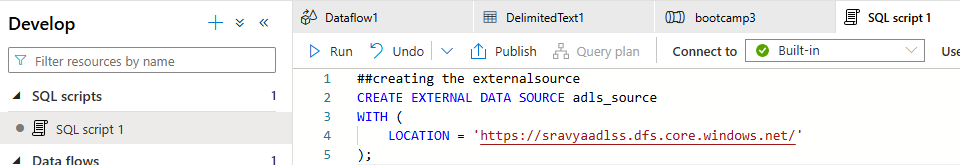 Develop
Filter resources by name
SQL scripts 1
SQL script 1
Data flows 1
Dataflow1
DelimitedText1
bootcamp3
SQL script 1
Run
Undo
Publish
Query plan
Connect to
Built-in
Use
1 ##creating the externalsource
2 CREATE EXTERNAL DATA SOURCE adls_source
3 WITH (
4 LOCATION = 'https://sravyaadlss.dfs.core.windows.net/'
5 );